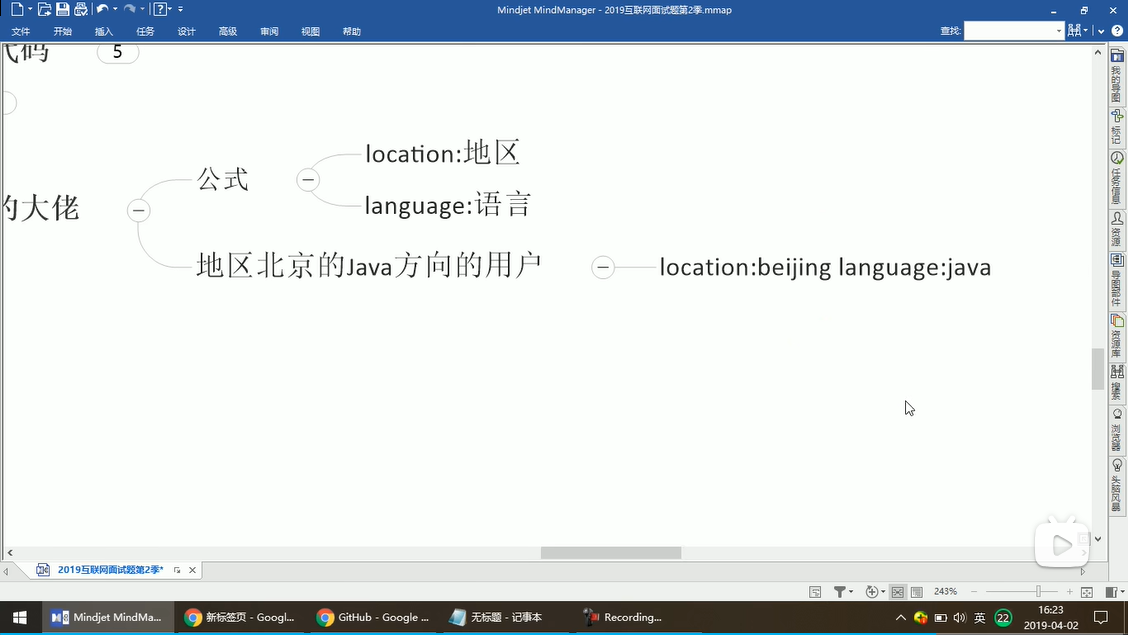 Mindjet MindManager - 2019互联网面试题第2季.mmap
文件 开始 插入 任务 设计 高级 审阅 视图 帮助 查找:
代码 5
公式
location:地区
language:语言
的大佬
地区北京的Java方向的用户
location:beijing language:java
我的导图
标记
任务信息
资源
导图部件
资源库
搜索
浏览器
头脑风暴
2019互联网面试题第2季*
243%
Mindjet MindMa...
新标签页 - Googl...
GitHub - Google ...
无标题 - 记事本
Recording...
英
22
16:23
2019-04-02